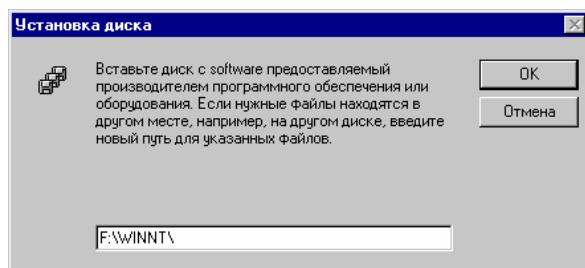 Установка диска
Вставьте диск с software предоставляемый
производителем программного обеспечения или
оборудования. Если нужные файлы находятся в
другом месте, например, на другом диске, введите
новый путь для указанных файлов.
OK
Отмена
F:\WINNT\